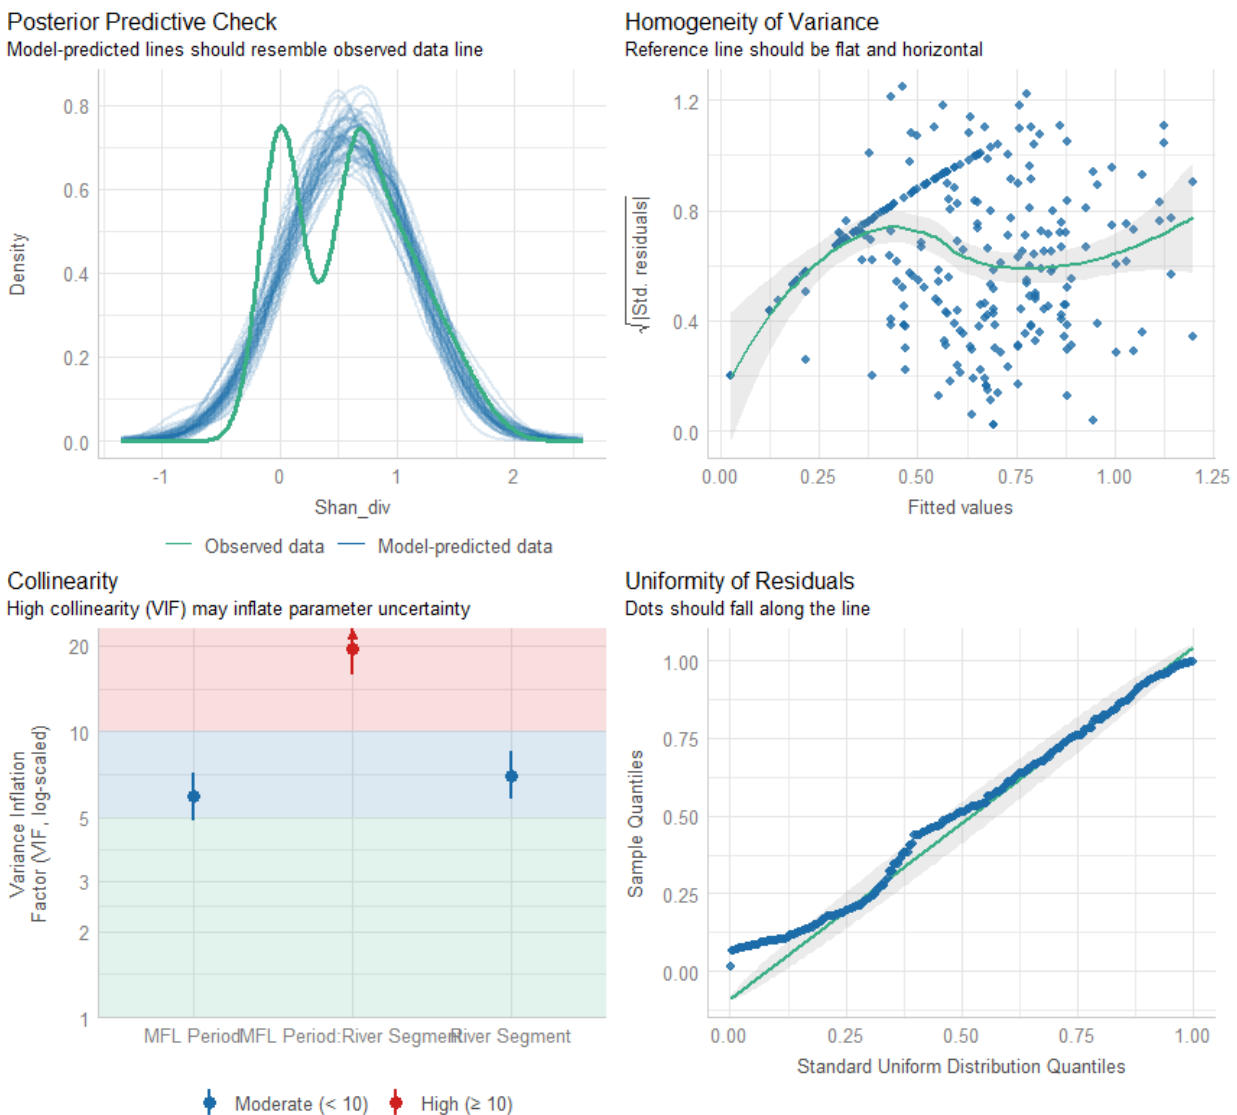 Posterior Predictive Check
Model-predicted lines should resemble observed data line
0.8
0.6
0.4
0.2
0.0
Density
-1
0
1
2
Shan_div
Observed data
Model-predicted data
Homogeneity of Variance
Reference line should be flat and horizontal
1.2
0.8
0.4
0.0
√|Std. residuals|
0.00
0.25
0.50
0.75
1.00
1.25
Fitted values
Collinearity
High collinearity (VIF) may inflate parameter uncertainty
20
10
5
3
2
1
Variance Inflation
Factor (VIF, log-scaled)
MFL Period
MFL Period:River Segment
River Segment
Moderate (< 10)
High (≥ 10)
Uniformity of Residuals
Dots should fall along the line
1.00
0.75
0.50
0.25
0.00
Sample Quantiles
0.00
0.25
0.50
0.75
1.00
Standard Uniform Distribution Quantiles